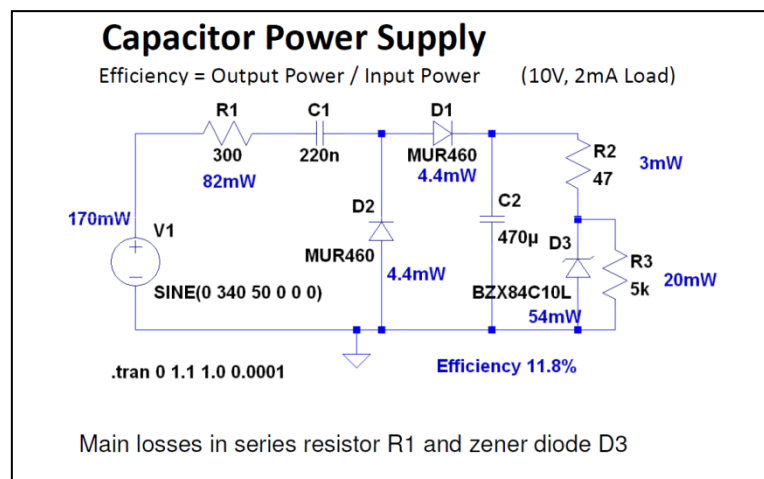 Capacitor Power Supply
Efficiency = Output Power / Input Power (10V, 2mA Load)
R1
C1
D1
300
220n
MUR460
R2
47
3mW
82mW
4.4mW
C2
470µ
D2
MUR460
4.4mW
170mW
V1
SINE(0 340 50 0 0 0)
D3
BZX84C10L
54mW
R3
5k
20mW
.tran 0 1.1 1.0 0.0001
Efficiency 11.8%
Main losses in series resistor R1 and zener diode D3